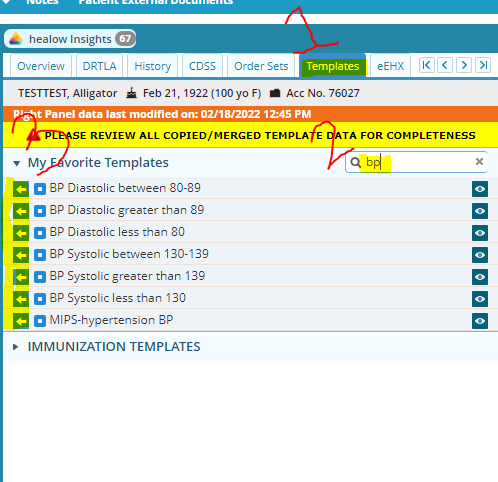 Notes Patient External Documents
healow Insights 67
1
Overview DRTLA History CDSS Order Sets Templates eEHX
TESTTEST, Alligator Feb 21, 1922 (100 yo F) Acc No. 76027
Right Panel data last modified on: 02/18/2022 12:45 PM
PLEASE REVIEW ALL COPIED/MERGED TEMPLATE DATA FOR COMPLETENESS
3 My Favorite Templates 2 bp
BP Diastolic between 80-89
BP Diastolic greater than 89
BP Diastolic less than 80
BP Systolic between 130-139
BP Systolic greater than 139
BP Systolic less than 130
MIPS-hypertension BP
IMMUNIZATION TEMPLATES